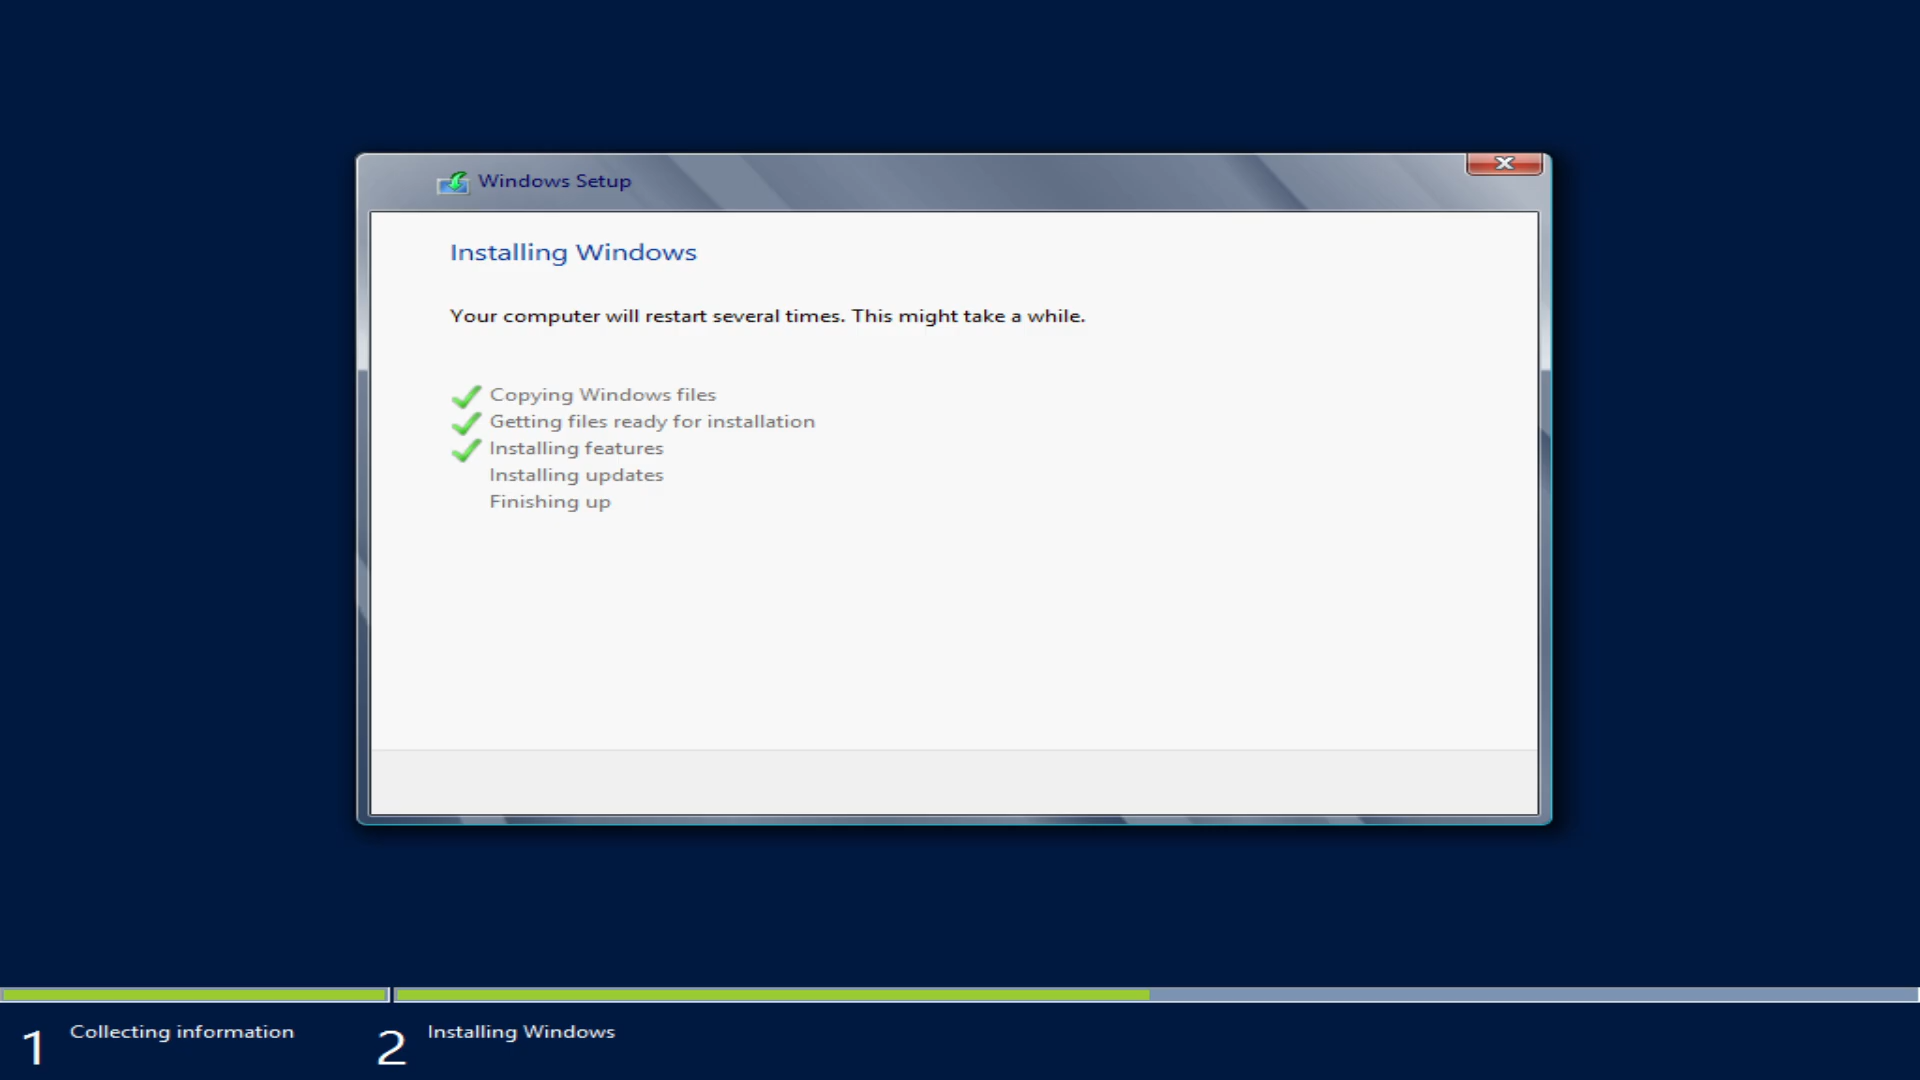 Windows Setup
Installing Windows
Your computer will restart several times. This might take a while.
Copying Windows files
Getting files ready for installation
Installing features
Installing updates
Finishing up
1 Collecting information
2 Installing Windows